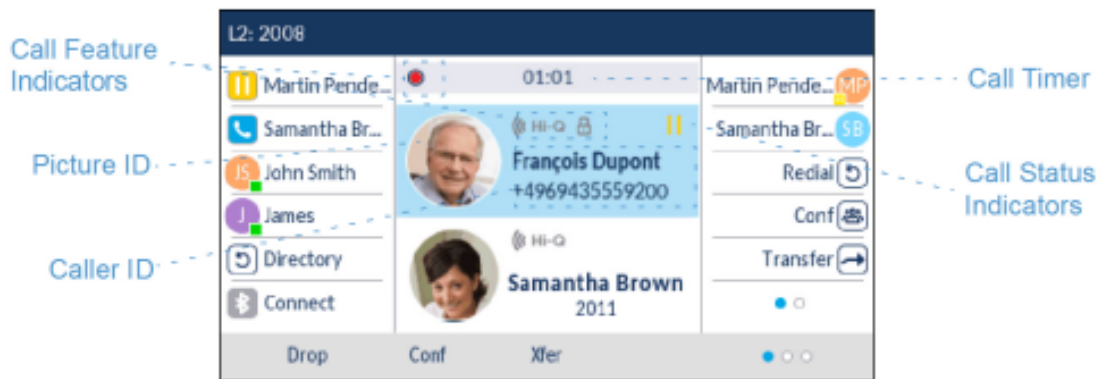 L2: 2008
Call Feature
Indicators
Picture ID
Caller ID
Martin Pende...
Samantha Br...
JS John Smith
J James
Directory
Connect
01:01
Hi-Q
François Dupont
+4969435559200
Hi-Q
Samantha Brown
2011
Martin Pende... MP
Samantha Br... SB
Redial
Conf
Transfer
Call Timer
Call Status
Indicators
Drop Conf Xfer